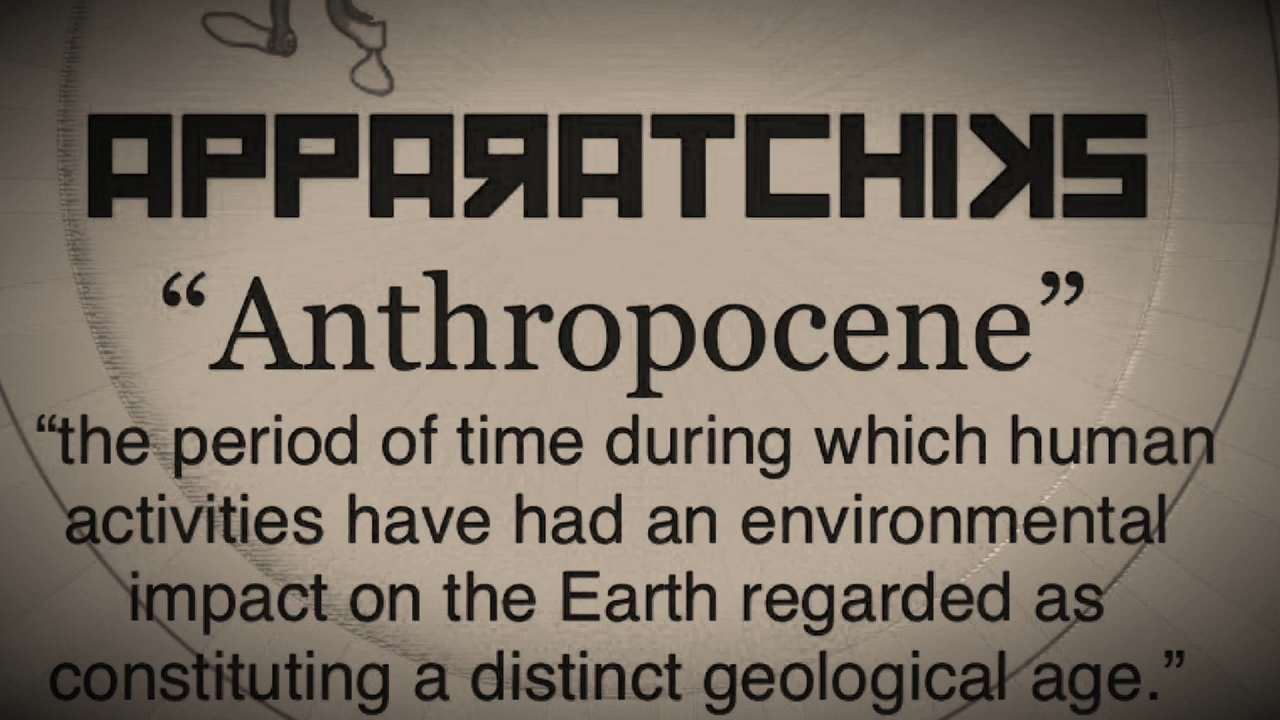 APPARATCHIKS
“Anthropocene”
“the period of time during which human
activities have had an environmental
impact on the Earth regarded as
constituting a distinct geological age.”